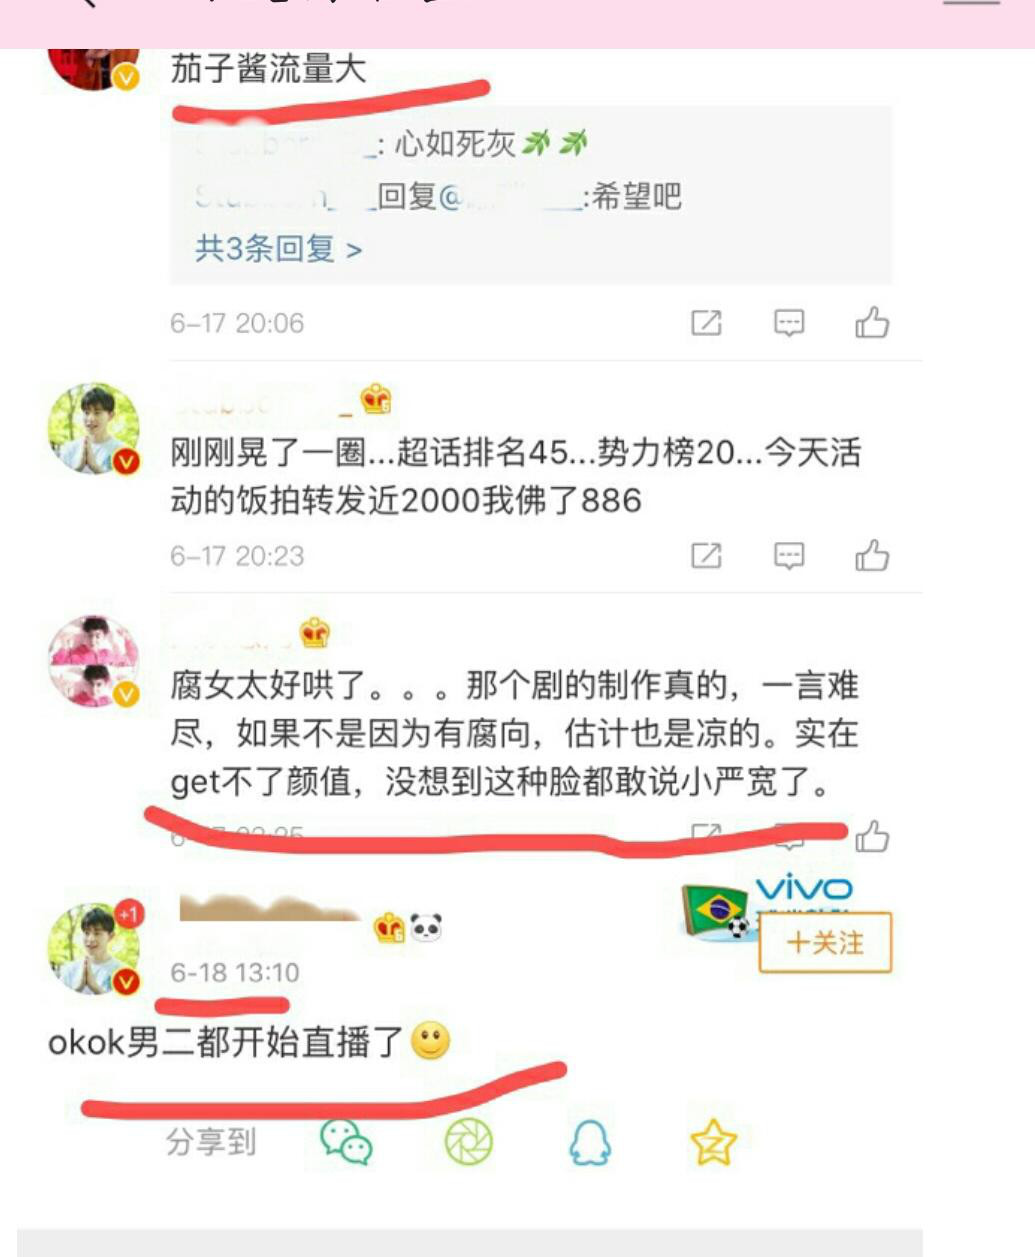 茄子酱流量大
_: 心如死灰
回复@ :希望吧
共3条回复 >
6-17 20:06
刚刚晃了一圈...超话排名45...势力榜20...今天活
动的饭拍转发近2000我佛了886
6-17 20:23
腐女太好哄了。。。那个剧的制作真的，一言难
尽，如果不是因为有腐向，估计也是凉的。实在
get不了颜值，没想到这种脸都敢说小严宽了。
+1
vivo
+关注
6-18 13:10
okok男二都开始直播了
分享到